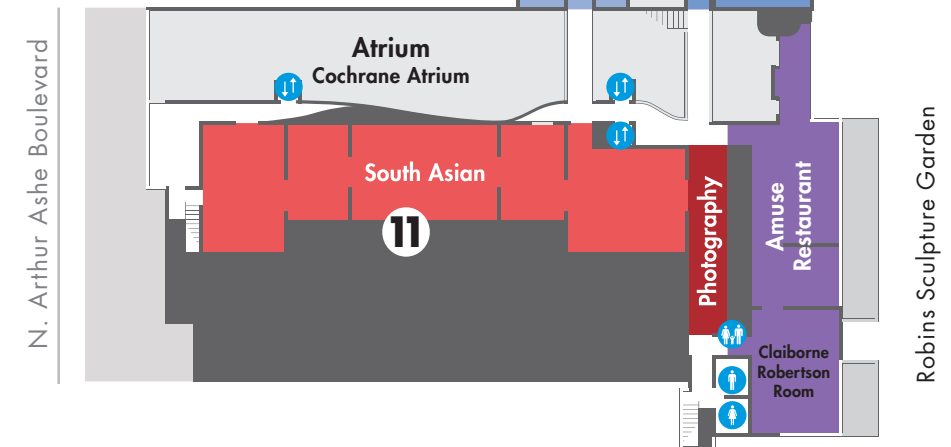 N. Arthur Ashe Boulevard
Atrium
Cochrane Atrium
South Asian
11
Photography
Amuse
Restaurant
Claiborne
Robertson
Room
Robins Sculpture Garden